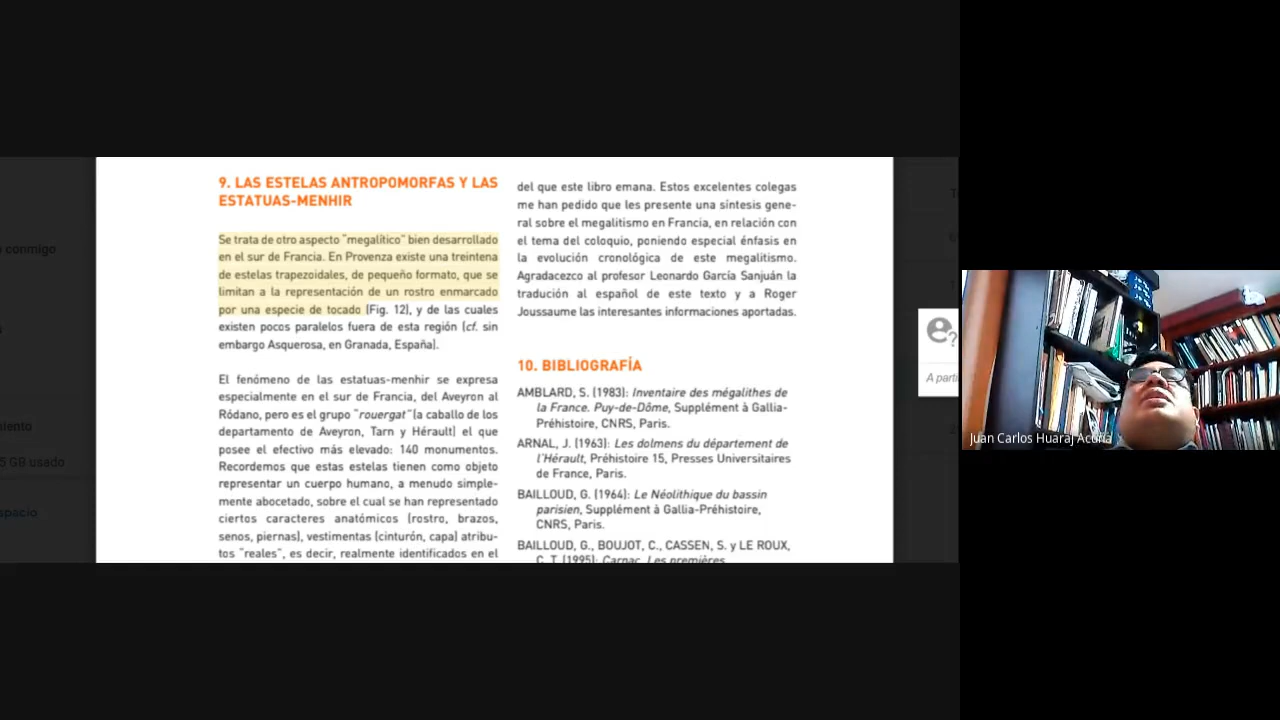 9. LAS ESTELAS ANTROPOMORFAS Y LAS
ESTATUAS-MENHIR
Se trata de otro aspecto "megalítico" bien desarrollado
en el sur de Francia. En Provenza existe una treintena
de estelas trapezoidales, de pequeño formato, que se
limitan a la representación de un rostro enmarcado
por una especie de tocado (Fig. 12), y de las cuales
existen pocos paralelos fuera de esta región (cf. sin
embargo Asquerosa, en Granada, España).
El fenómeno de las estatuas-menhir se expresa
especialmente en el sur de Francia, del Aveyron al
Ródano, pero es el grupo "rouergat" (a caballo de los
departamento de Aveyron, Tarn y Hérault) el que
posee el efectivo más elevado: 140 monumentos.
Recordemos que estas estelas tienen como objeto
representar un cuerpo humano, a menudo simple-
mente abocetado, sobre el cual se han representado
ciertos caracteres anatómicos (rostro, brazos,
senos, piernas), vestimentas (cinturón, capa) atribu-
tos "reales", es decir, realmente identificados en el
del que este libro emana. Estos excelentes colegas
me han pedido que les presente una síntesis gene-
ral sobre el megalitismo en Francia, en relación con
el tema del coloquio, poniendo especial énfasis en
la evolución cronológica de este megalitismo.
Agradacezco al profesor Leonardo García Sanjuán la
tradución al español de este texto y a Roger
Joussaume las interesantes informaciones aportadas.
10. BIBLIOGRAFÍA
AMBLARD, S. (1983): Inventaire des mégalithes de
la France. Puy-de-Dôme, Supplément à Gallia-
Préhistoire, CNRS, Paris.
ARNAL, J. (1963): Les dolmens du département de
l'Hérault, Préhistoire 15, Presses Universitaires
de France, Paris.
BAILLOUD, G. (1964): Le Néolithique du bassin
parisien, Supplément à Gallia-Préhistoire,
CNRS, Paris.
BAILLOUD, G., BOUJOT, C., CASSEN, S. y LE ROUX,
C. T. (1995): Carnac. Les premières
o conmigo
miento
5 GB usado
spacio
?
A parti
Juan Carlos Huaraj Acuña